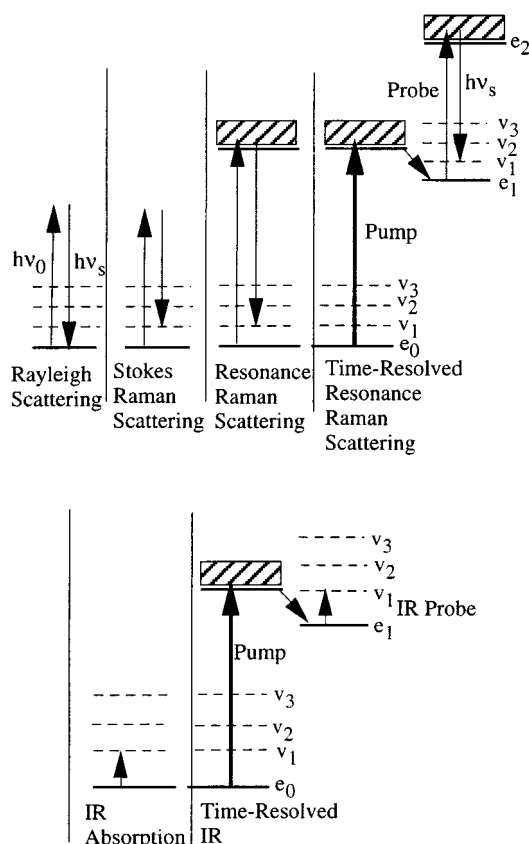 e2
Probe
hνs
v3
v2
v1
e1
Pump
hν0
hνs
v3
v2
v1
e0
Rayleigh
Scattering
Stokes
Raman
Scattering
Resonance
Raman
Scattering
Time-Resolved
Resonance
Raman
Scattering
v3
v2
v1
IR Probe
e1
Pump
v3
v2
v1
e0
IR
Absorption
Time-Resolved
IR